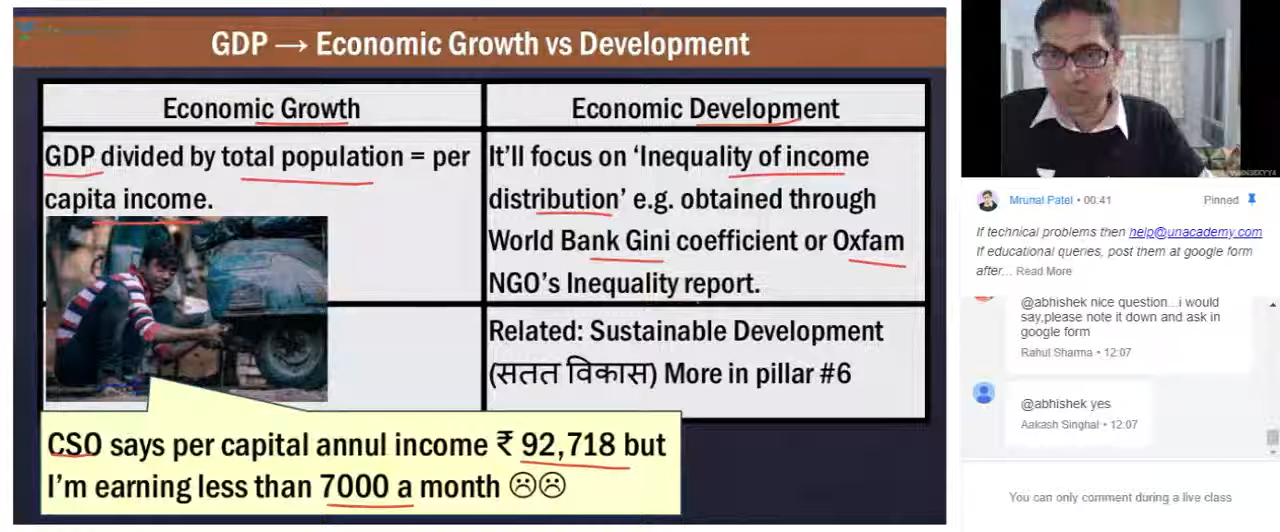 GDP → Economic Growth vs Development
Economic Growth
Economic Development
GDP divided by total population = per
capita income.
It'll focus on 'Inequality of income
distribution' e.g. obtained through
World Bank Gini coefficient or Oxfam
NGO's Inequality report.
Related: Sustainable Development
(सतत विकास) More in pillar #6
CSO says per capital annul income ₹ 92,718 but
I'm earning less than 7000 a month ☹☹
Mrunal Patel • 00:41
Pinned
If technical problems then help@unacademy.com
If educational queries, post them at google form
after... Read More
@abhishek nice question...i would
say,please note it down and ask in
google form
Rahul Sharma • 12:07
@abhishek yes
Aakash Singhal • 12:07
You can only comment during a live class